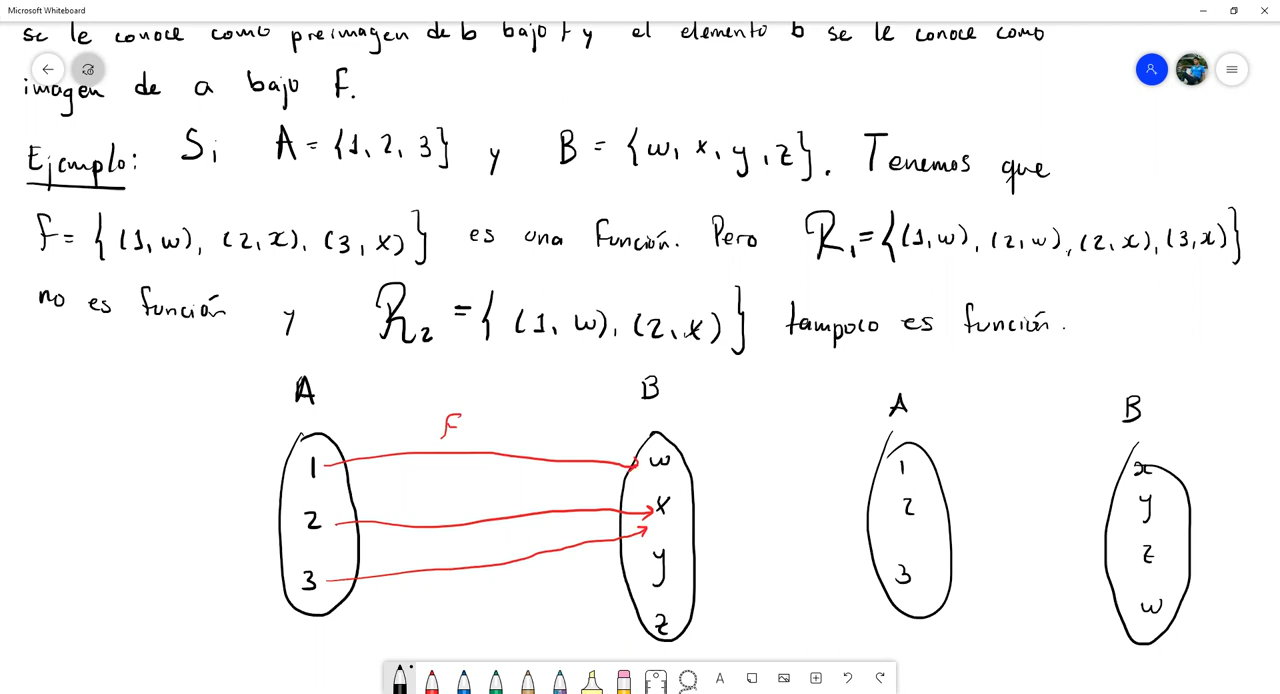 Microsoft Whiteboard
se le conoce como preimagen de b bajo f y el elemento b se le conoce como
imagen de a bajo f.
Ejemplo: Si A = {1, 2, 3} y B = {w, x, y, z}. Tenemos que
f = {(1, w), (2, x), (3, x)} es una función. Pero R₁ = {(1, w), (2, w), (2, x), (3, x)}
no es función y R₂ = {(1, w), (2, x)} tampoco es función.
A B
f
1 w
2 x
3 y
z
A B
1 x
2 y
3 z
w
A